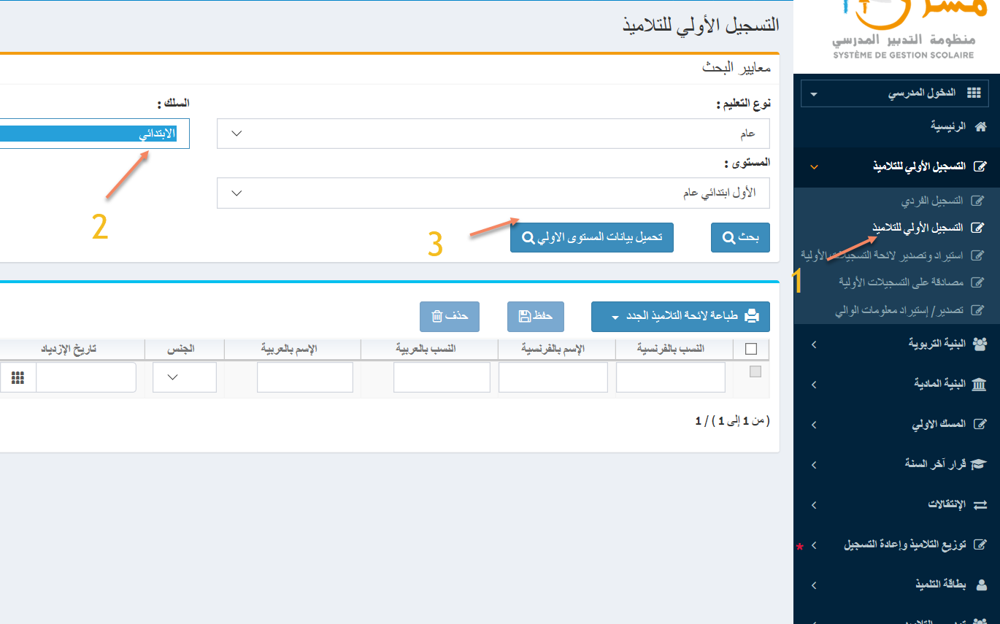 مسار
منظومة التدبير المدرسي
SYSTÈME DE GESTION SCOLAIRE
الدخول المدرسي
الرئيسية
التسجيل الأولي للتلاميذ
التسجيل الفردي
التسجيل الأولي للتلاميذ
1
استيراد وتصدير لائحة التسجيلات الأولية
مصادقة على التسجيلات الأولية
تصدير/ إستيراد معلومات الوالي
البنية التربوية
البنية المادية
المسك الاولي
قرار آخر السنة
الإنتقالات
توزيع التلاميذ وإعادة التسجيل *
بطاقة التلميذ
التسجيل الأولي للتلاميذ
معايير البحث
نوع التعليم : السلك :
عام الابتدائي
المستوى :
الأول ابتدائي عام
2
بحث تحميل بيانات المستوى الاولي 3
طباعة لائحة التلاميذ الجدد حفظ حذف
النسب بالفرنسية الإسم بالفرنسية النسب بالعربية الإسم بالعربية الجنس تاريخ الإزدياد
( من 1 إلى 1 ) / 1